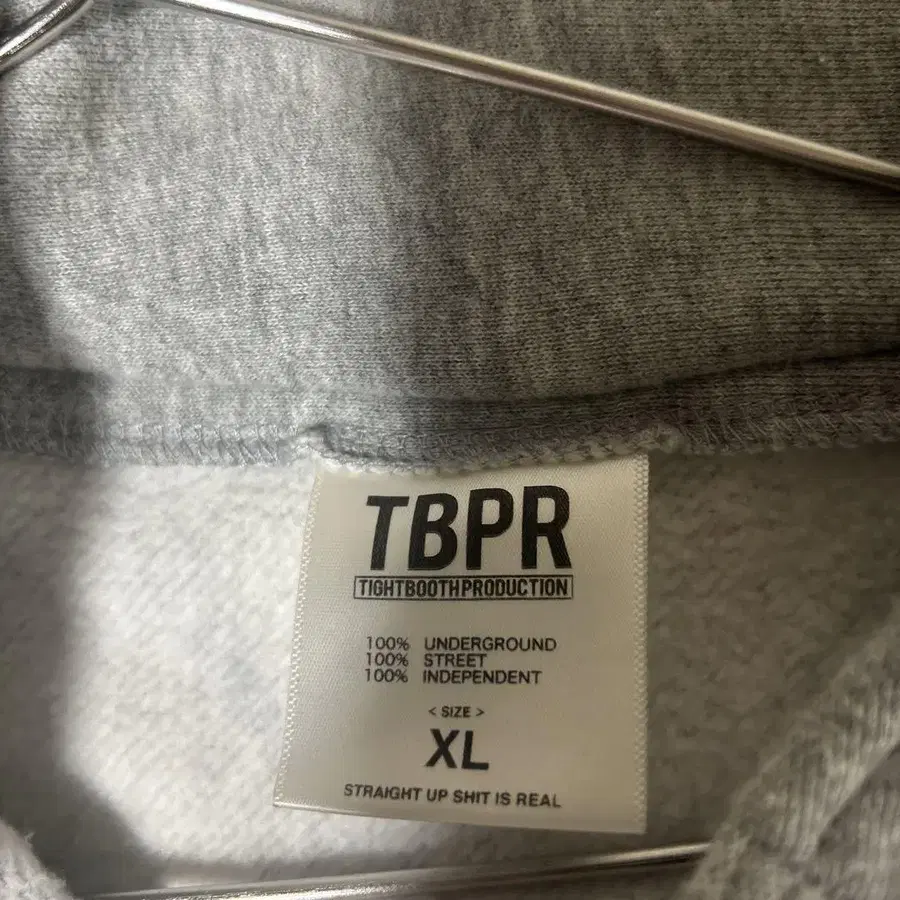 TBPR
TIGHTBOOTHPRODUCTION
100% UNDERGROUND
100% STREET
100% INDEPENDENT
< SIZE >
XL
STRAIGHT UP SHIT IS REAL